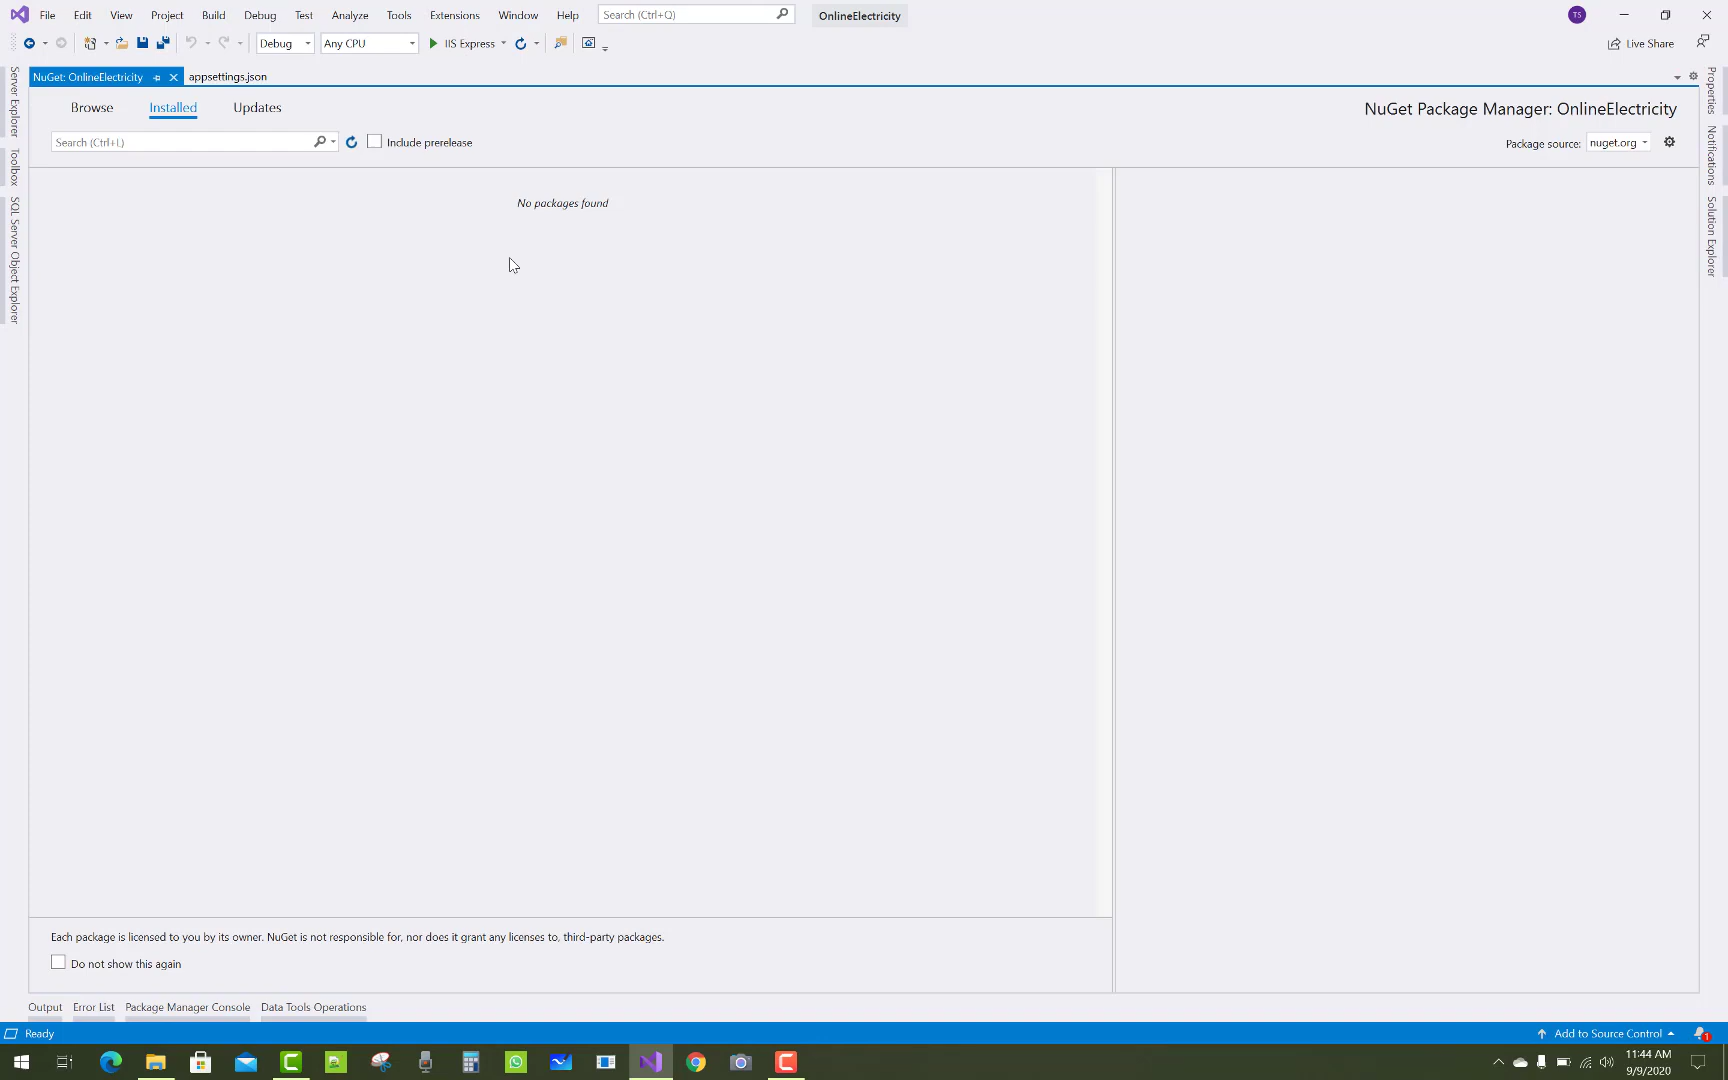 File Edit View Project Build Debug Test Analyze Tools Extensions Window Help Search (Ctrl+Q) OnlineElectricity TS
Debug Any CPU IIS Express Live Share
NuGet: OnlineElectricity appsettings.json
Server Explorer
Toolbox
SQL Server Object Explorer
Browse Installed Updates NuGet Package Manager: OnlineElectricity
Search (Ctrl+L) Include prerelease Package source: nuget.org
No packages found
Properties
Notifications
Solution Explorer
Each package is licensed to you by its owner. NuGet is not responsible for, nor does it grant any licenses to, third-party packages.
Do not show this again
Output Error List Package Manager Console Data Tools Operations
Ready Add to Source Control 1
11:44 AM
9/9/2020